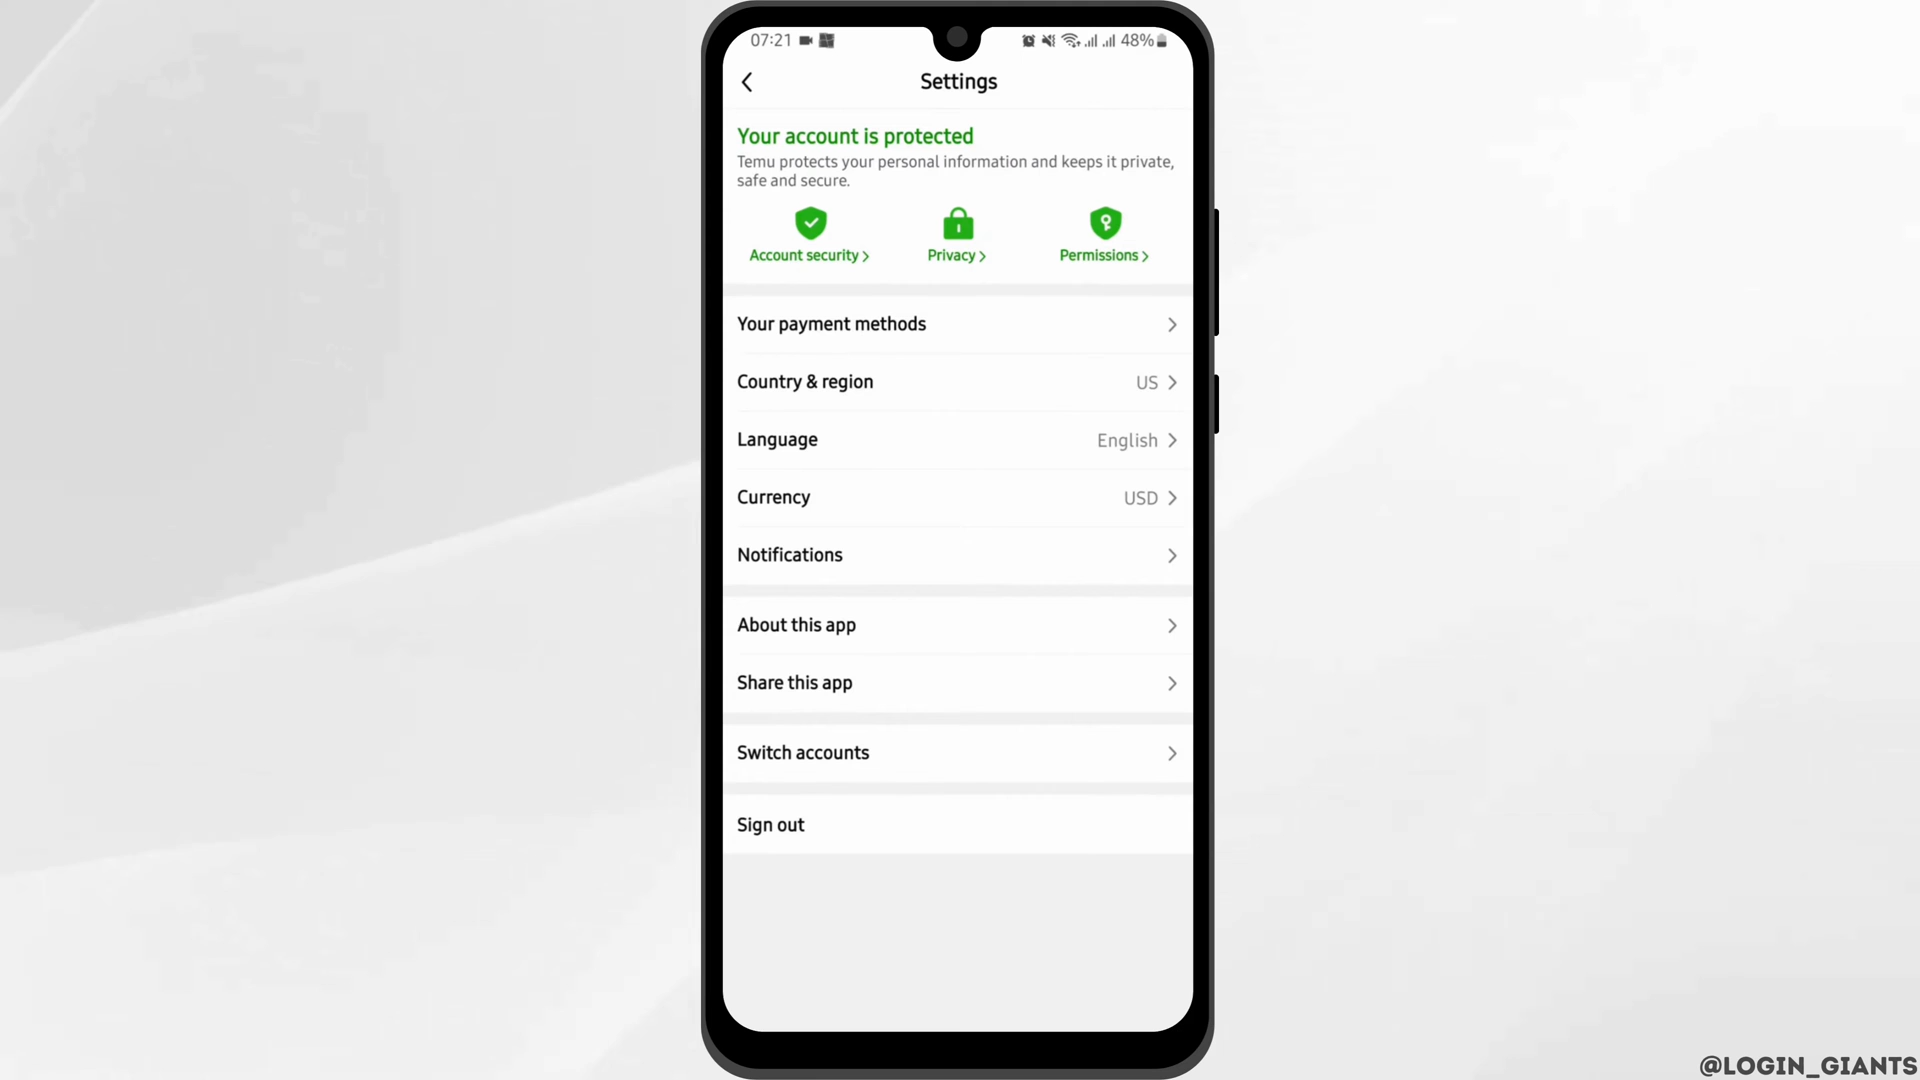 07:21 48%
Settings
Your account is protected
Temu protects your personal information and keeps it private,
safe and secure.
Account security Privacy Permissions
Your payment methods
Country & region US
Language English
Currency USD
Notifications
About this app
Share this app
Switch accounts
Sign out
@LOGIN_GIANTS